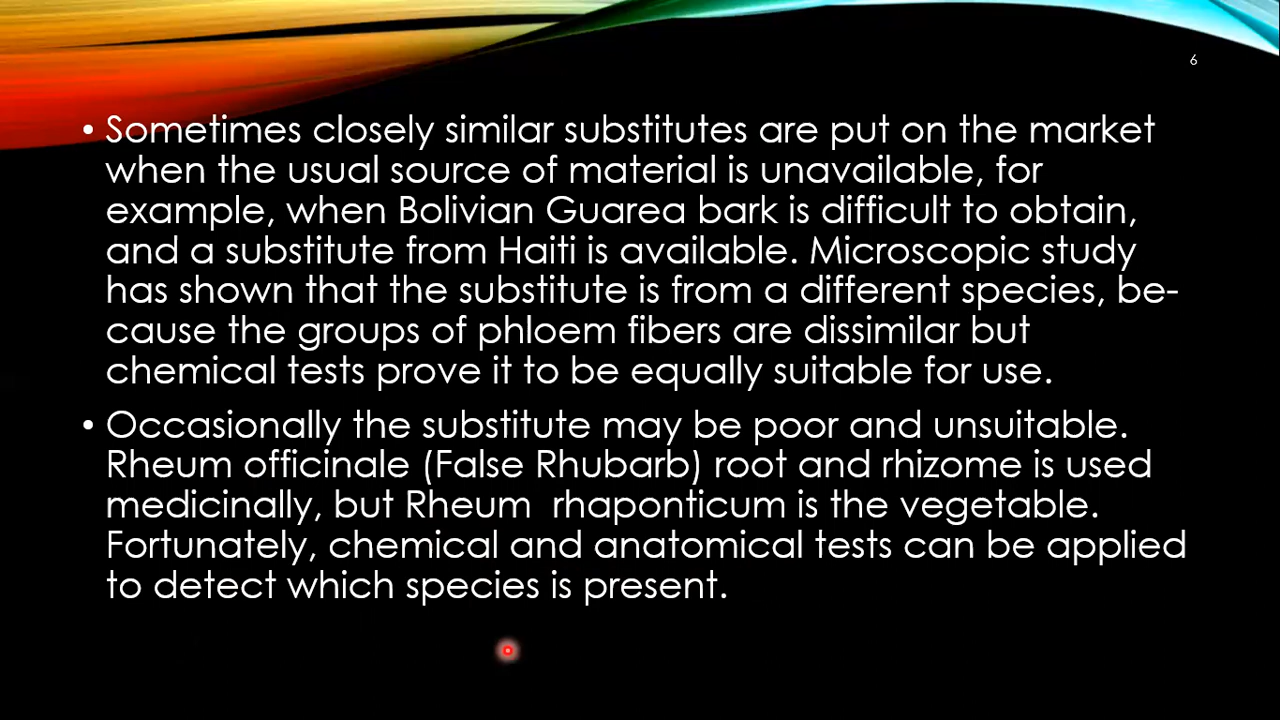 6
• Sometimes closely similar substitutes are put on the market
when the usual source of material is unavailable, for
example, when Bolivian Guarea bark is difficult to obtain,
and a substitute from Haiti is available. Microscopic study
has shown that the substitute is from a different species, be-
cause the groups of phloem fibers are dissimilar but
chemical tests prove it to be equally suitable for use.
• Occasionally the substitute may be poor and unsuitable.
Rheum officinale (False Rhubarb) root and rhizome is used
medicinally, but Rheum  rhaponticum is the vegetable.
Fortunately, chemical and anatomical tests can be applied
to detect which species is present.